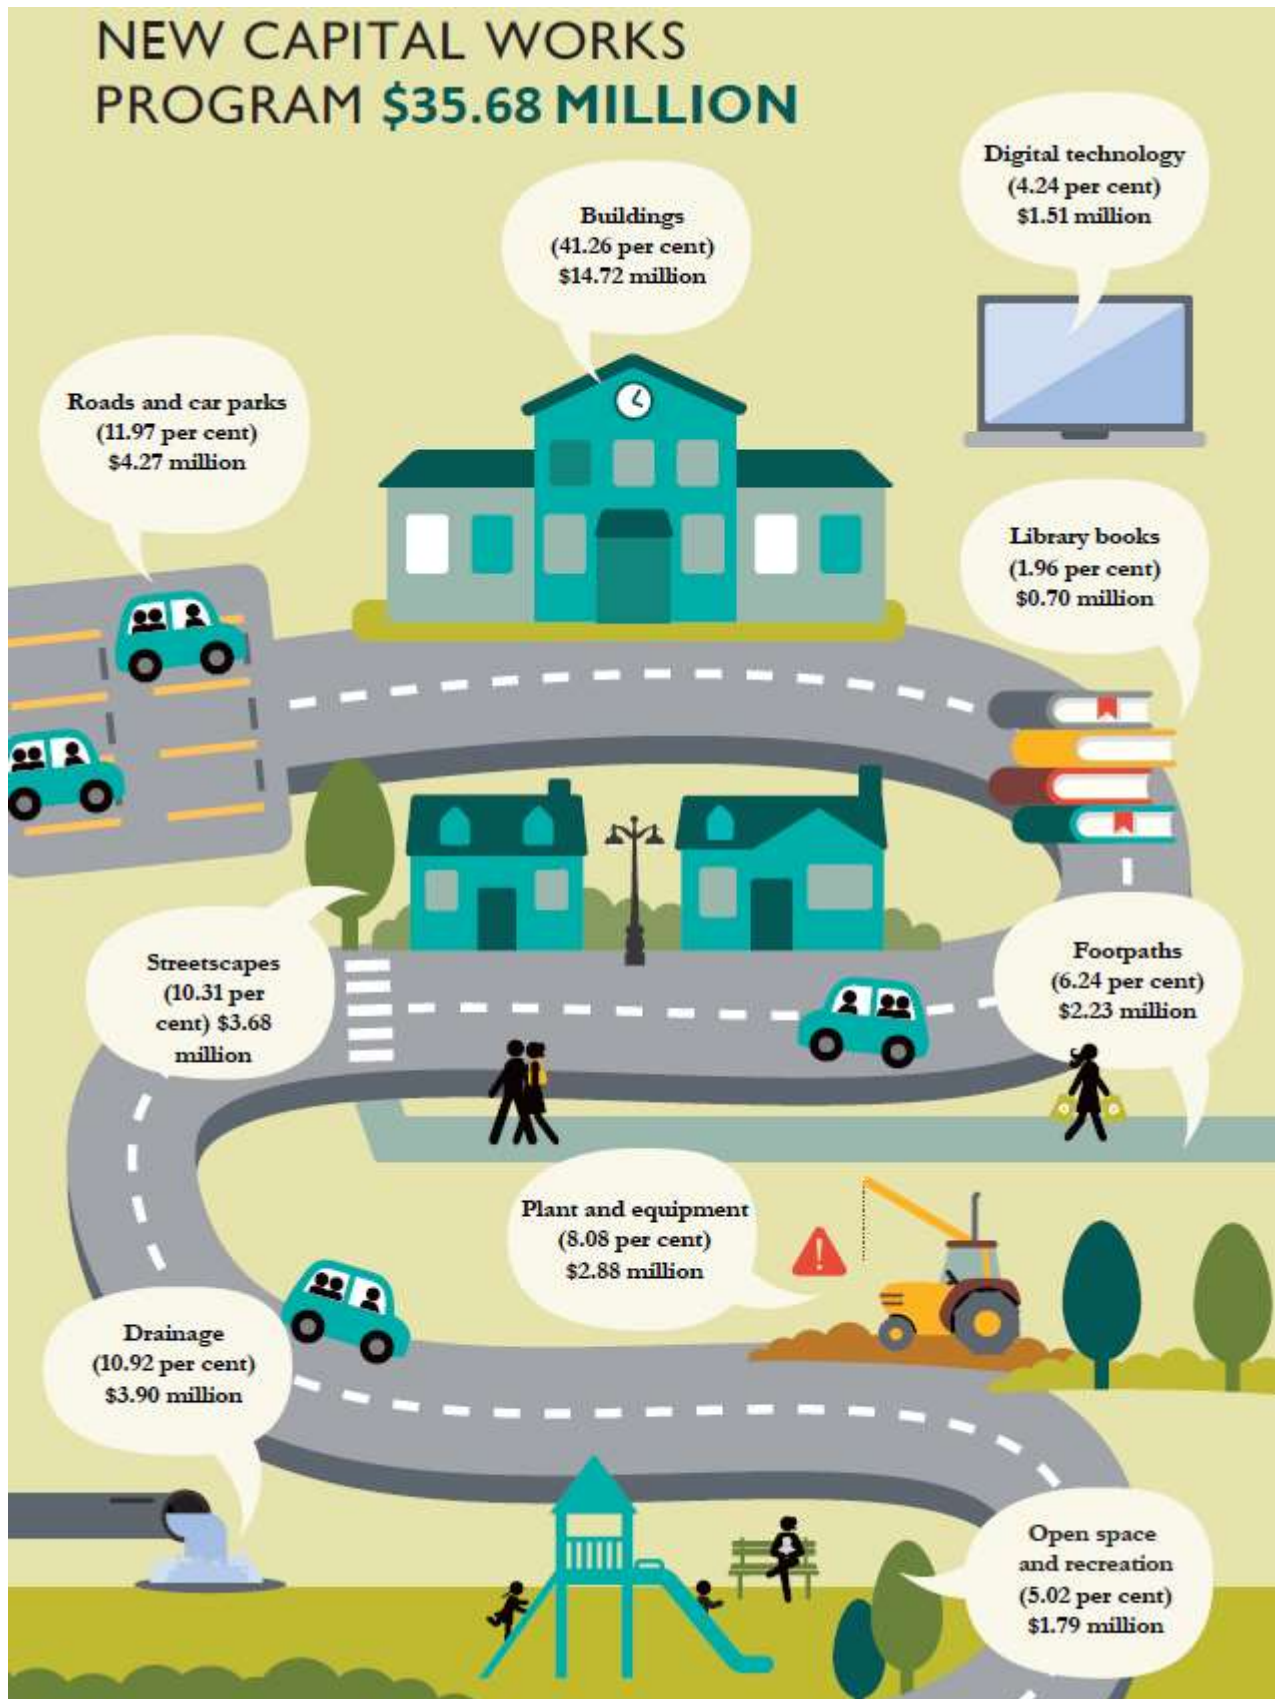 NEW CAPITAL WORKS
PROGRAM $35.68 MILLION
Digital technology
(4.24 per cent)
$1.51 million
Buildings
(41.26 per cent)
$14.72 million
Roads and car parks
(11.97 per cent)
$4.27 million
Library books
(1.96 per cent)
$0.70 million
Streetscapes
(10.31 per
cent) $3.68
million
Footpaths
(6.24 per cent)
$2.23 million
Plant and equipment
(8.08 per cent)
$2.88 million
Drainage
(10.92 per cent)
$3.90 million
Open space
and recreation
(5.02 per cent)
$1.79 million